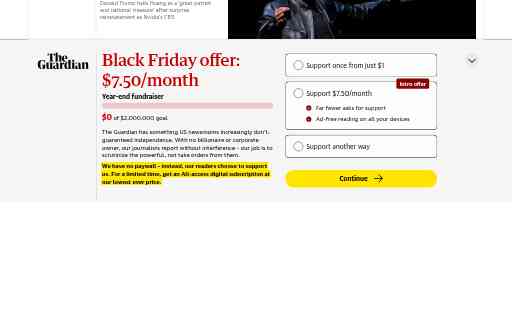 Donald Trump hails Hoang as a 'great patriot
and national treasure' after surprise
reinstatement as Nvidia's CEO
The
Guardian
Black Friday offer:
$7.50/month
Year-end fundraiser
$0 of $2,000,000 goal
The Guardian has something US newsrooms increasingly don't–
guaranteed independence. With no billionaire or corporate
owner, our journalists report without interference – our job is to
scrutinize the powerful, not take orders from them.
We have no paywall – instead, our readers choose to support
us. For a limited time, get an All-access digital subscription at
our lowest ever price.
Support once from just $1
Intro offer
Support $7.50/month
Far fewer asks for support
Ad-free reading on all your devices
Support another way
Continue